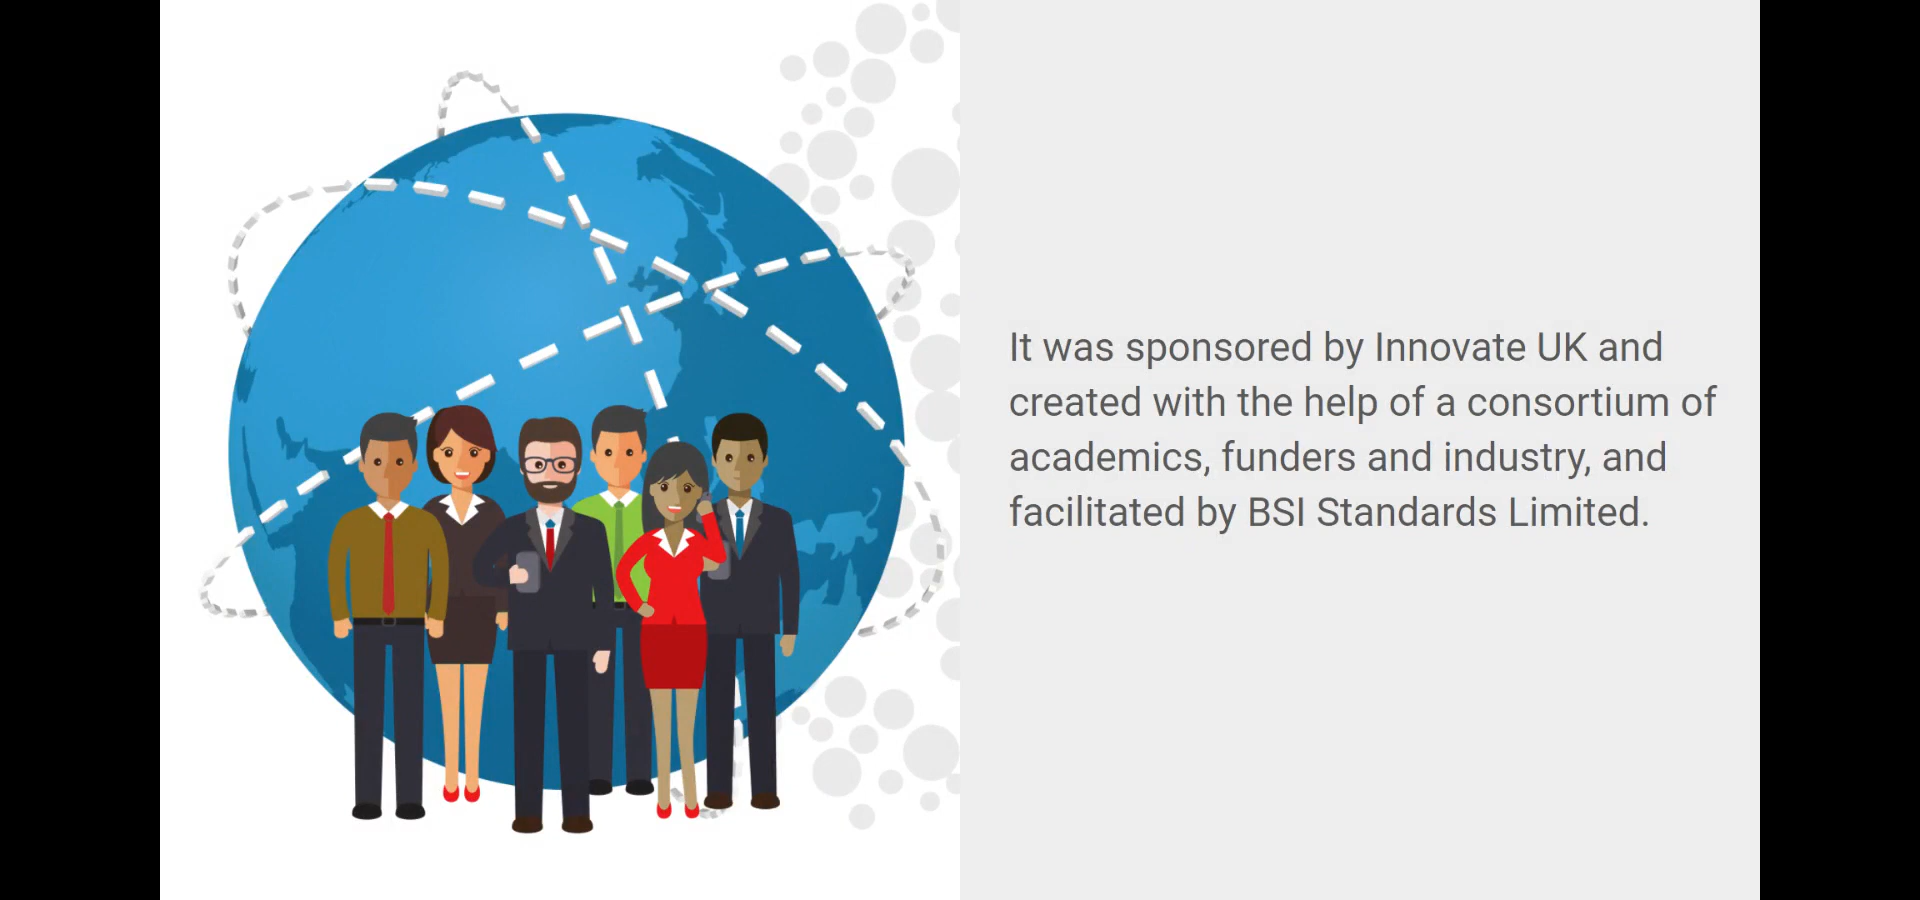 It was sponsored by Innovate UK and
created with the help of a consortium of
academics, funders and industry, and
facilitated by BSI Standards Limited.